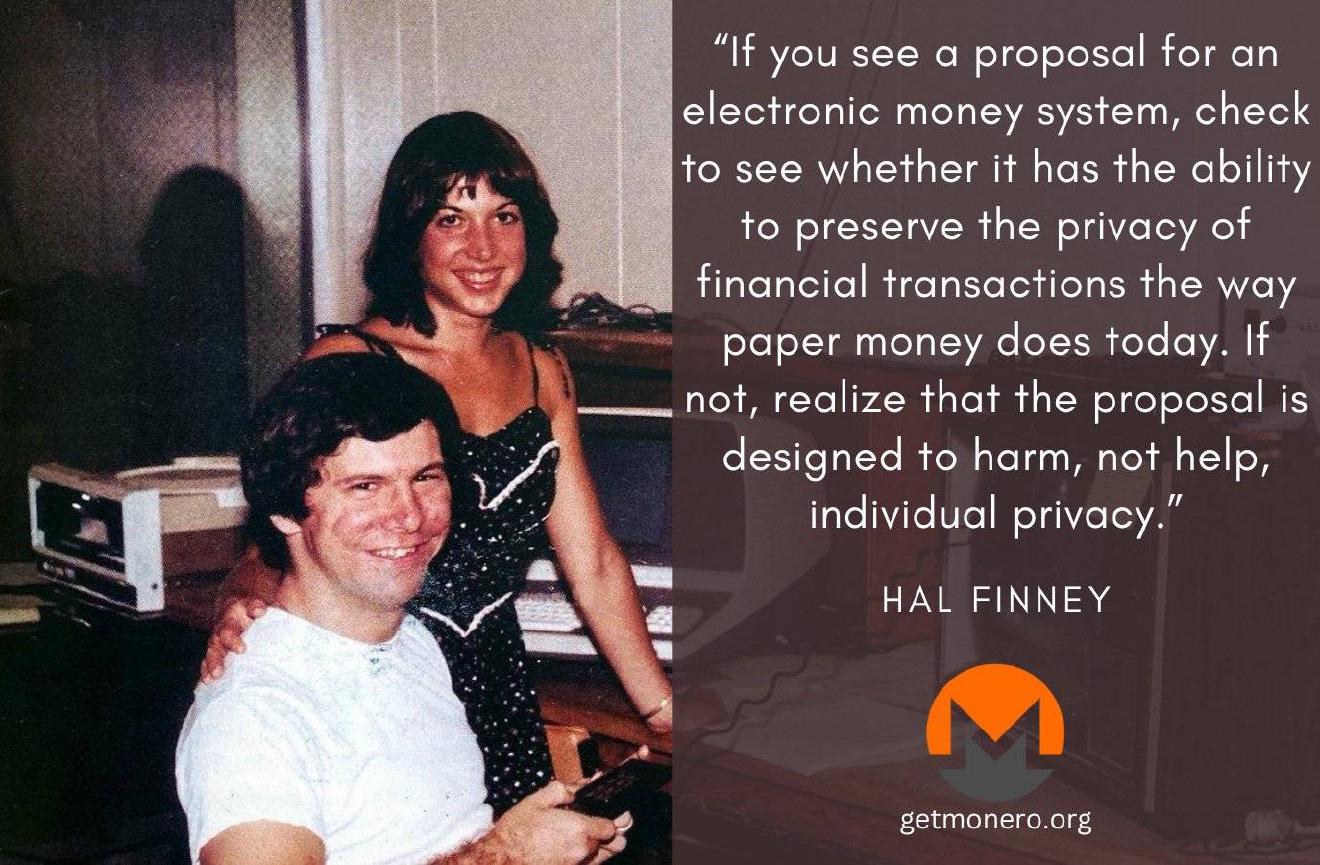 “If you see a proposal for an
electronic money system, check
to see whether it has the ability
to preserve the privacy of
financial transactions the way
paper money does today. If
not, realize that the proposal is
designed to harm, not help,
individual privacy.”
HAL FINNEY
getmonero.org